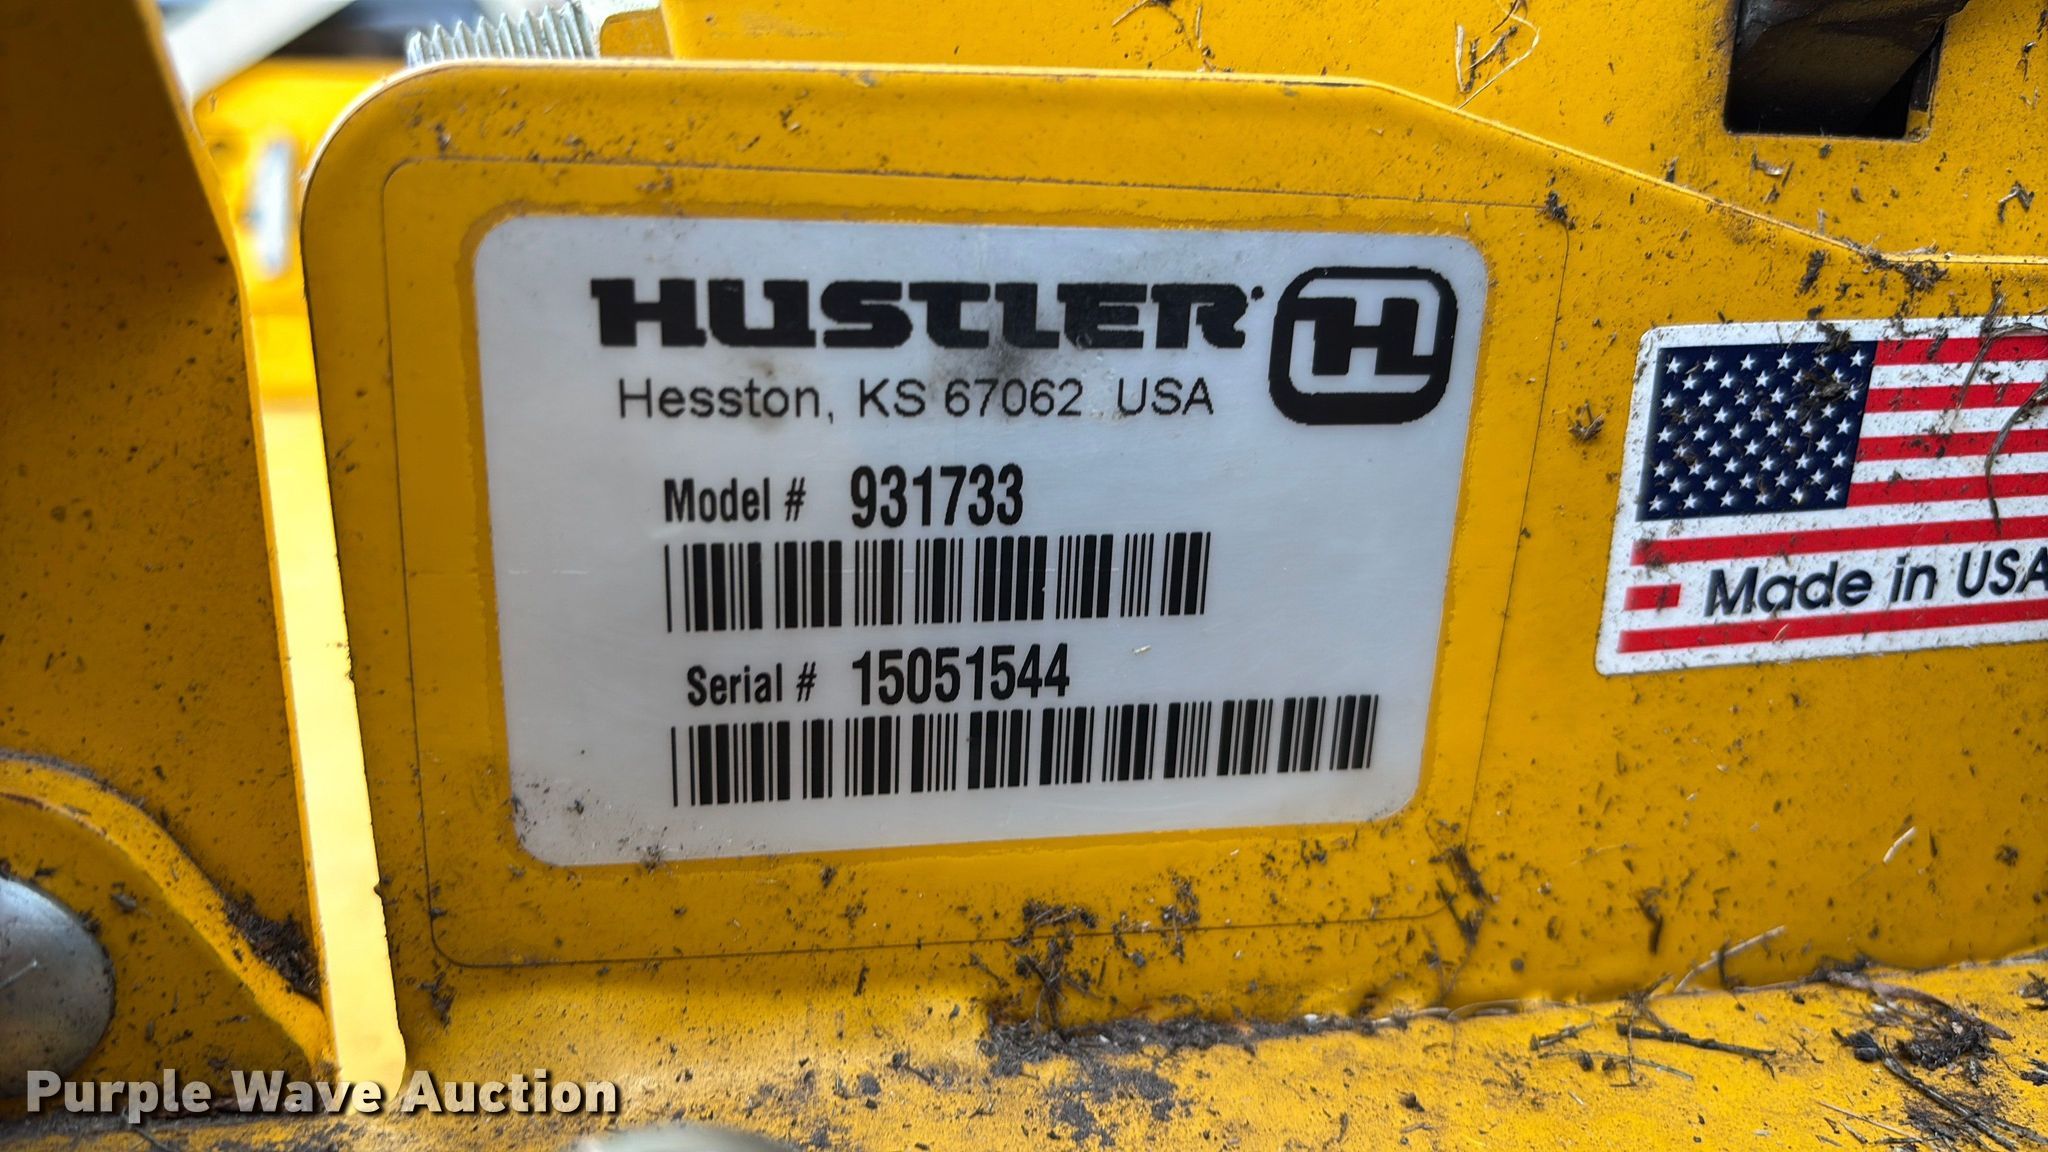 HUSTLER
H
Hesston, KS 67062 USA
Model # 931733
Serial # 15051544
Made in USA
Purple Wave Auction